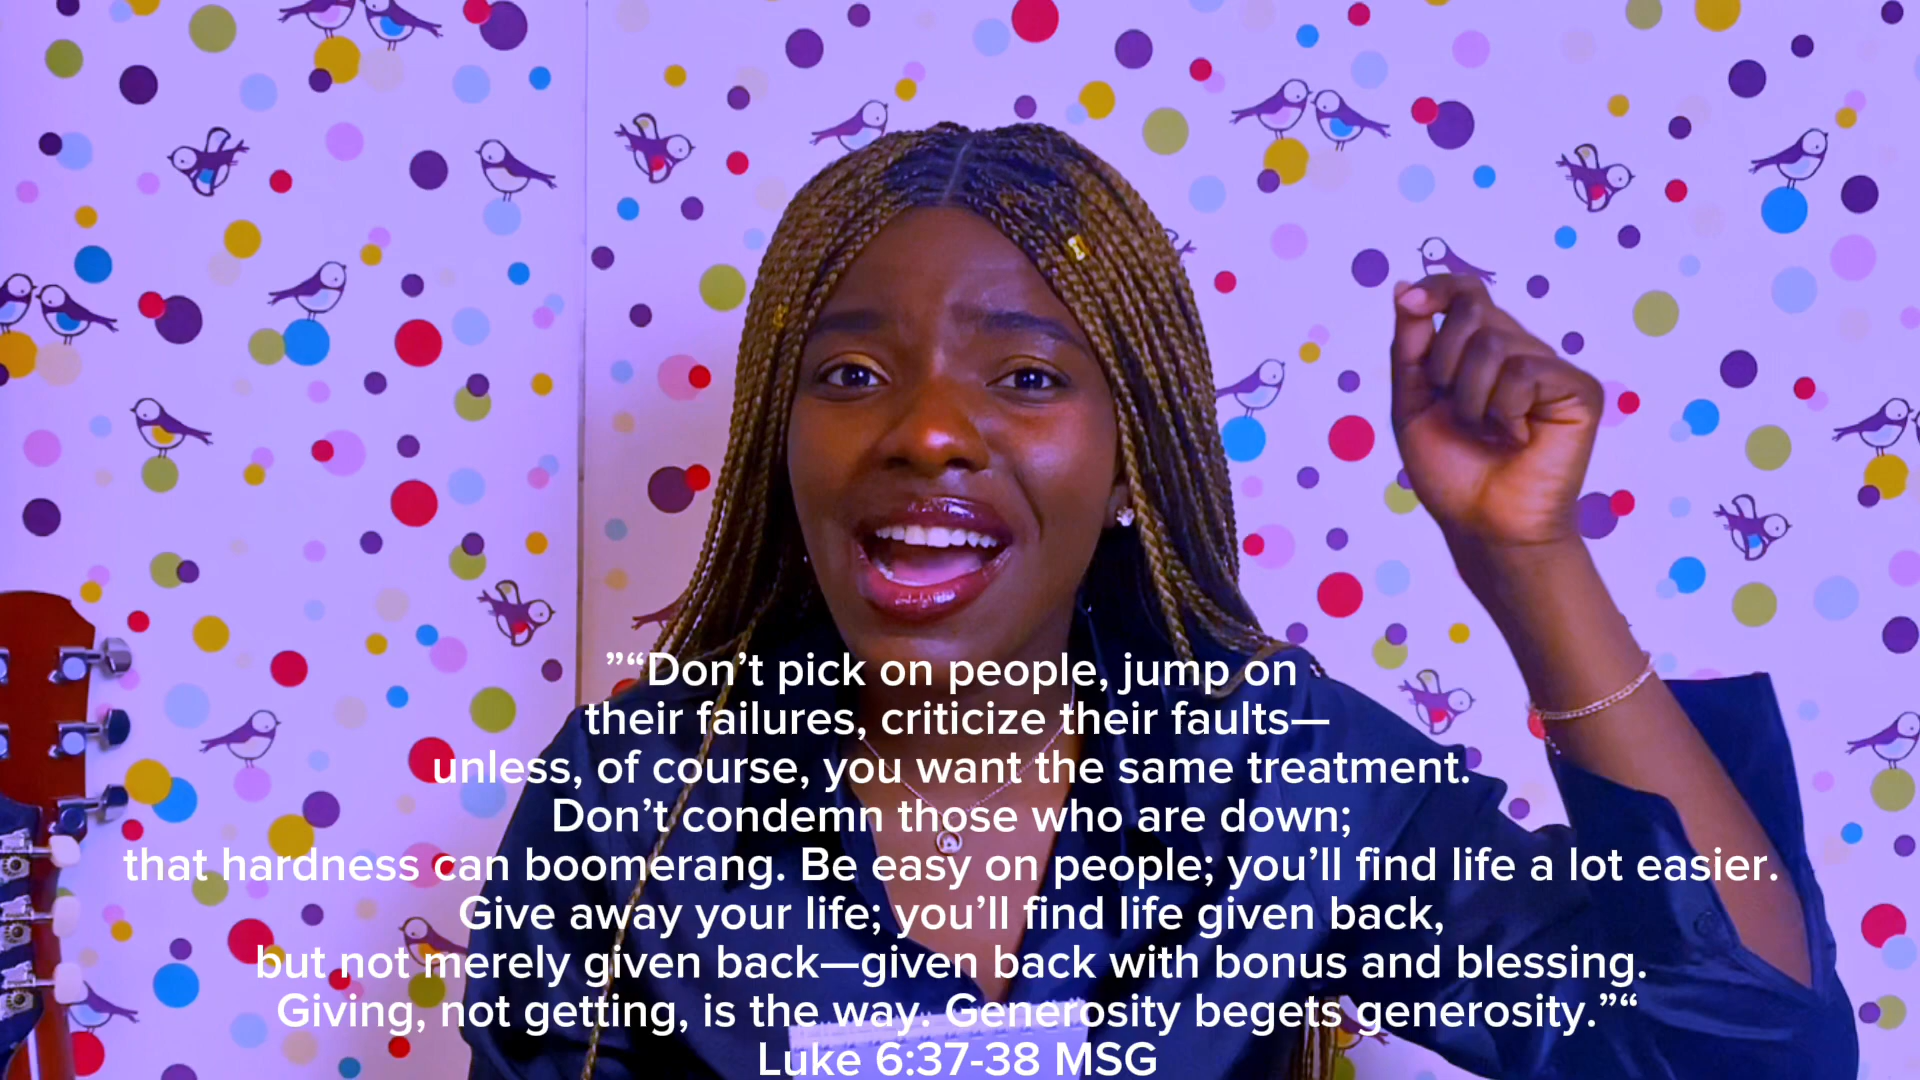 ”“Don’t pick on people, jump on
their failures, criticize their faults—
unless, of course, you want the same treatment.
Don’t condemn those who are down;
that hardness can boomerang. Be easy on people; you’ll find life a lot easier.
Give away your life; you’ll find life given back,
but not merely given back—given back with bonus and blessing.
Giving, not getting, is the way. Generosity begets generosity.”“
Luke 6:37-38 MSG